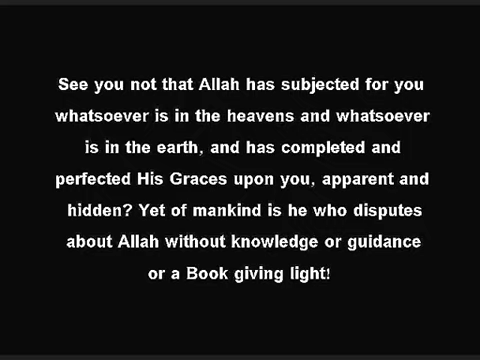 See you not that Allah has subjected for you
whatsoever is in the heavens and whatsoever
is in the earth, and has completed and
perfected His Graces upon you, apparent and
hidden? Yet of mankind is he who disputes
about Allah without knowledge or guidance
or a Book giving light!